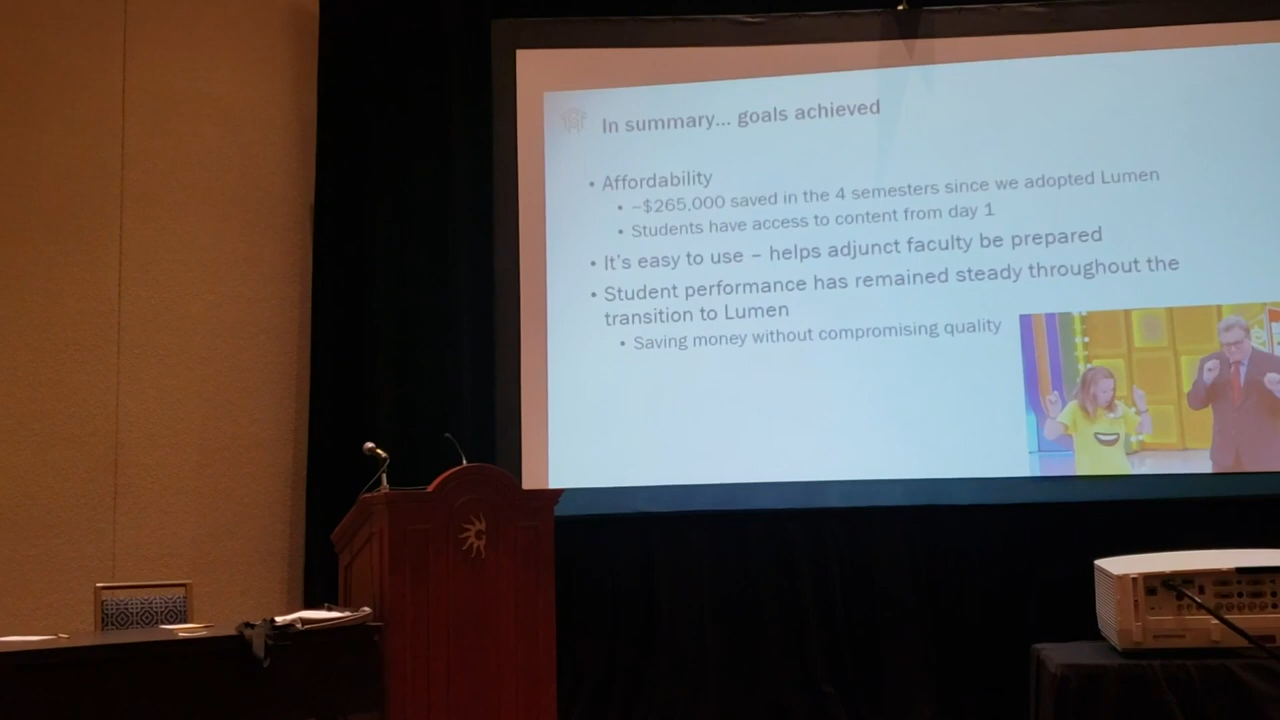 In summary... goals achieved
• Affordability
• ~$265,000 saved in the 4 semesters since we adopted Lumen
• Students have access to content from day 1
• It's easy to use – helps adjunct faculty be prepared
• Student performance has remained steady throughout the
transition to Lumen
• Saving money without compromising quality